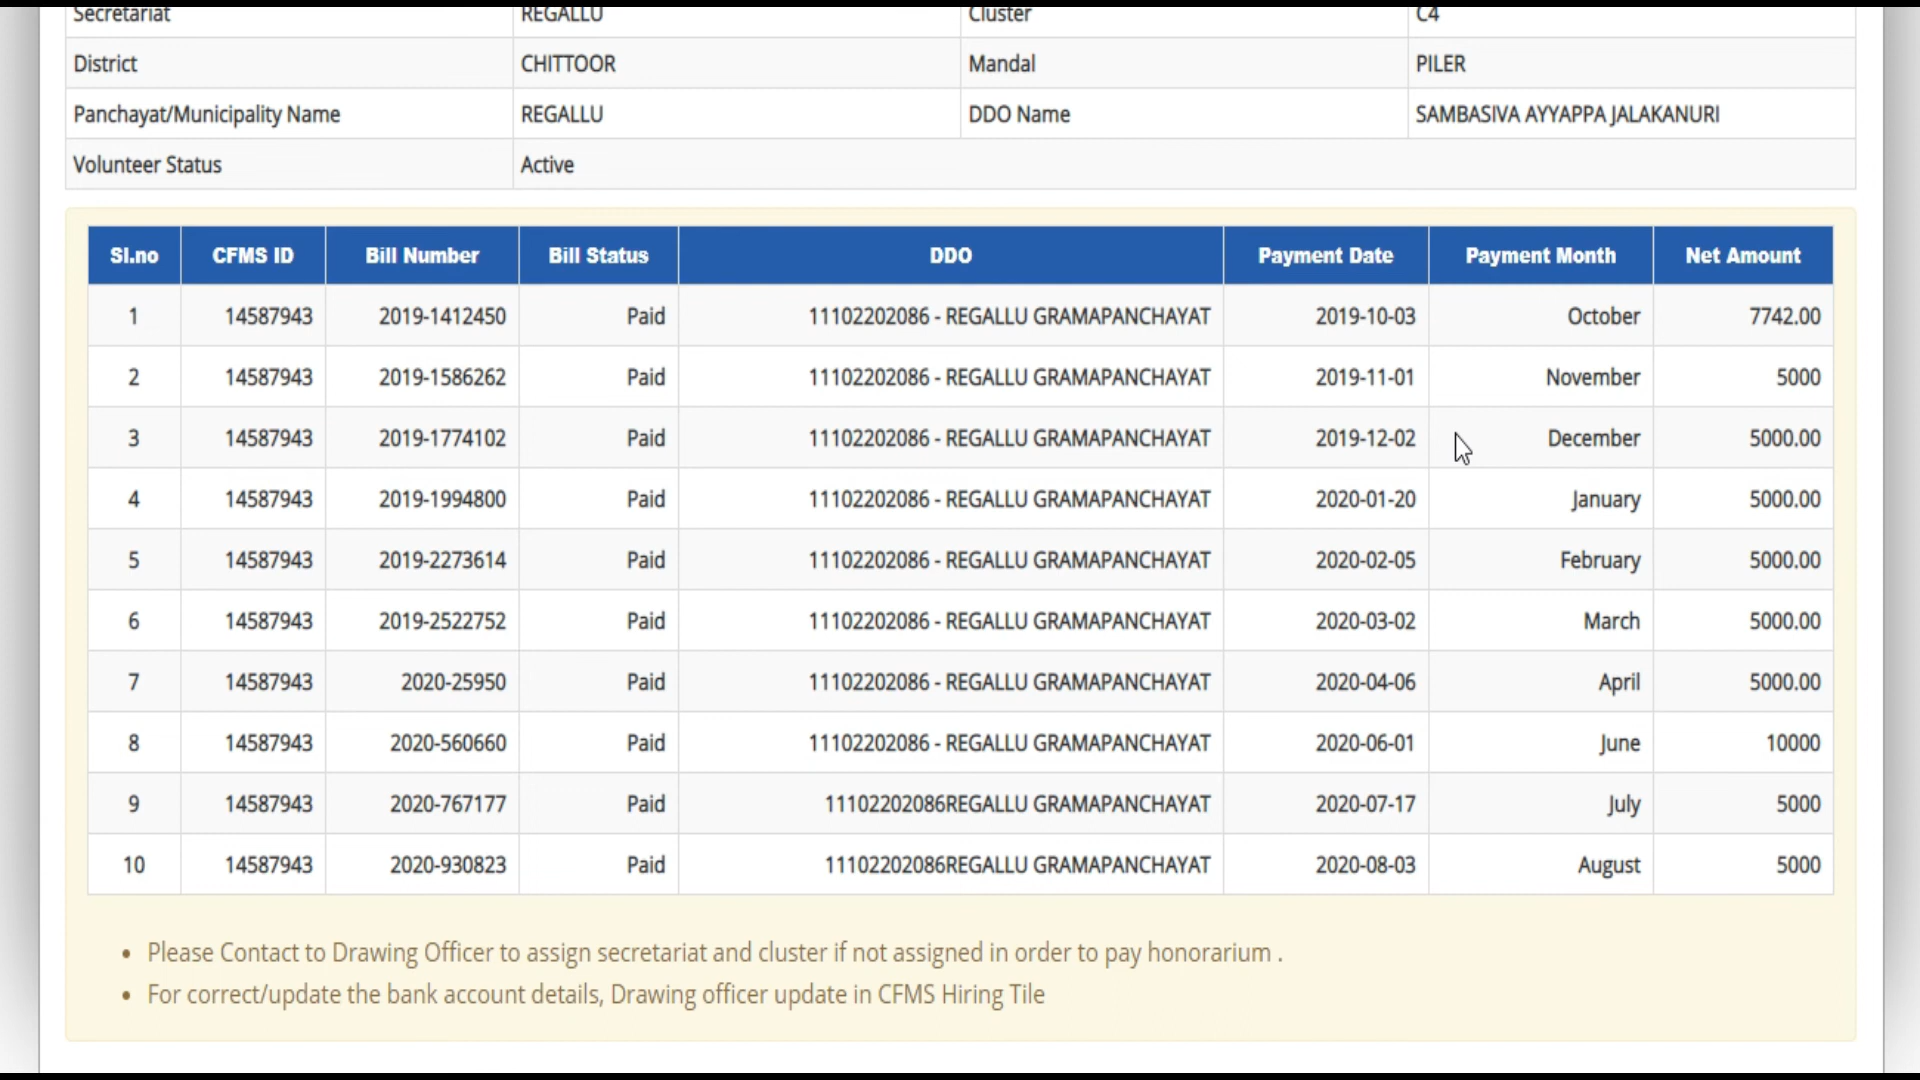 Secretariat REGALLU Cluster C4
District CHITTOOR Mandal PILER
Panchayat/Municipality Name REGALLU DDO Name SAMBASIVA AYYAPPA JALAKANURI
Volunteer Status Active
Sl.no CFMS ID Bill Number Bill Status DDO Payment Date Payment Month Net Amount
1 14587943 2019-1412450 Paid 11102202086 - REGALLU GRAMAPANCHAYAT 2019-10-03 October 7742.00
2 14587943 2019-1586262 Paid 11102202086 - REGALLU GRAMAPANCHAYAT 2019-11-01 November 5000
3 14587943 2019-1774102 Paid 11102202086 - REGALLU GRAMAPANCHAYAT 2019-12-02 December 5000.00
4 14587943 2019-1994800 Paid 11102202086 - REGALLU GRAMAPANCHAYAT 2020-01-20 January 5000.00
5 14587943 2019-2273614 Paid 11102202086 - REGALLU GRAMAPANCHAYAT 2020-02-05 February 5000.00
6 14587943 2019-2522752 Paid 11102202086 - REGALLU GRAMAPANCHAYAT 2020-03-02 March 5000.00
7 14587943 2020-25950 Paid 11102202086 - REGALLU GRAMAPANCHAYAT 2020-04-06 April 5000.00
8 14587943 2020-560660 Paid 11102202086 - REGALLU GRAMAPANCHAYAT 2020-06-01 June 10000
9 14587943 2020-767177 Paid 11102202086REGALLU GRAMAPANCHAYAT 2020-07-17 July 5000
10 14587943 2020-930823 Paid 11102202086REGALLU GRAMAPANCHAYAT 2020-08-03 August 5000
• Please Contact to Drawing Officer to assign secretariat and cluster if not assigned in order to pay honorarium .
• For correct/update the bank account details, Drawing officer update in CFMS Hiring Tile